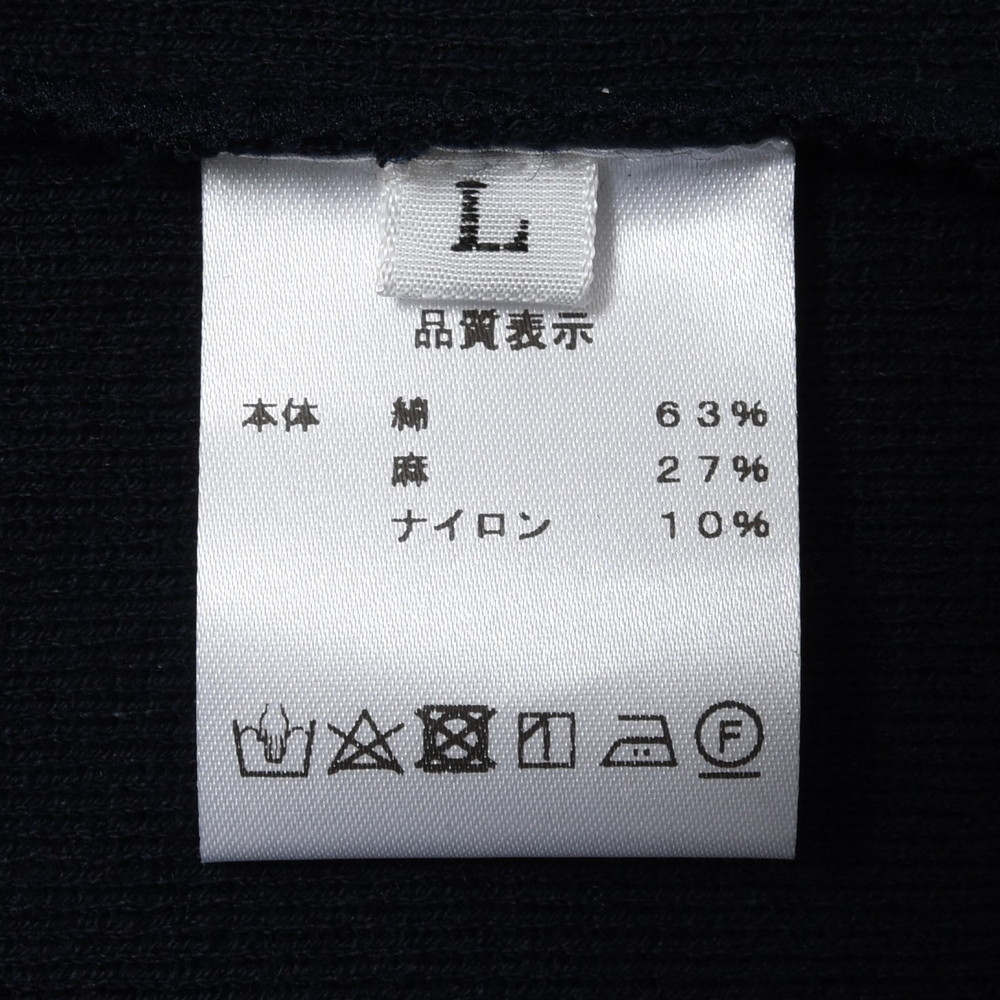 L
品質表示
本体 綿 63%
麻 27%
ナイロン 10%
F